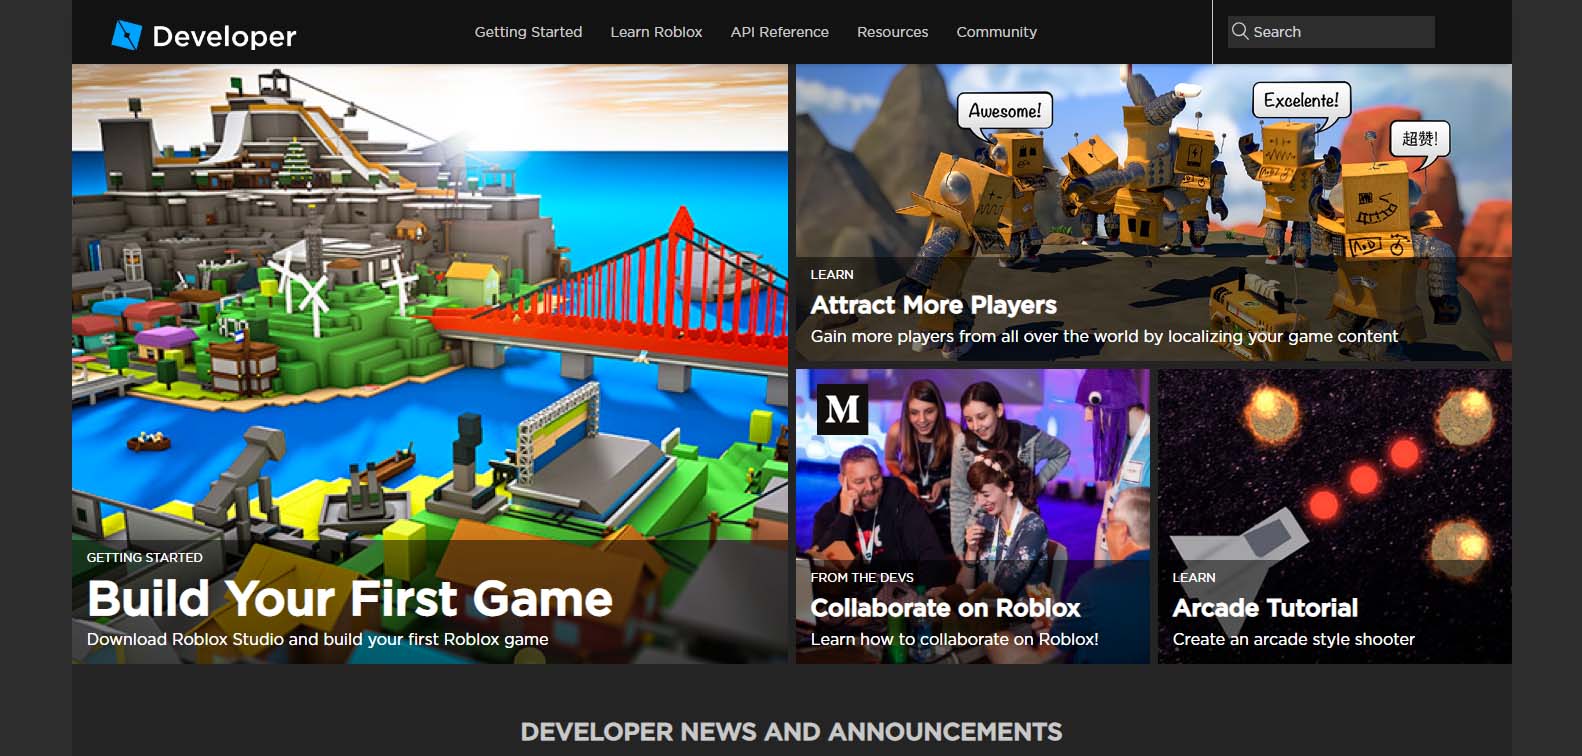 Developer
Getting Started
Learn Roblox
API Reference
Resources
Community
Search
GETTING STARTED
Build Your First Game
Download Roblox Studio and build your first Roblox game
Awesome!
Excelente!
超赞!
LEARN
Attract More Players
Gain more players from all over the world by localizing your game content
M
FROM THE DEVS
Collaborate on Roblox
Learn how to collaborate on Roblox!
LEARN
Arcade Tutorial
Create an arcade style shooter
DEVELOPER NEWS AND ANNOUNCEMENTS